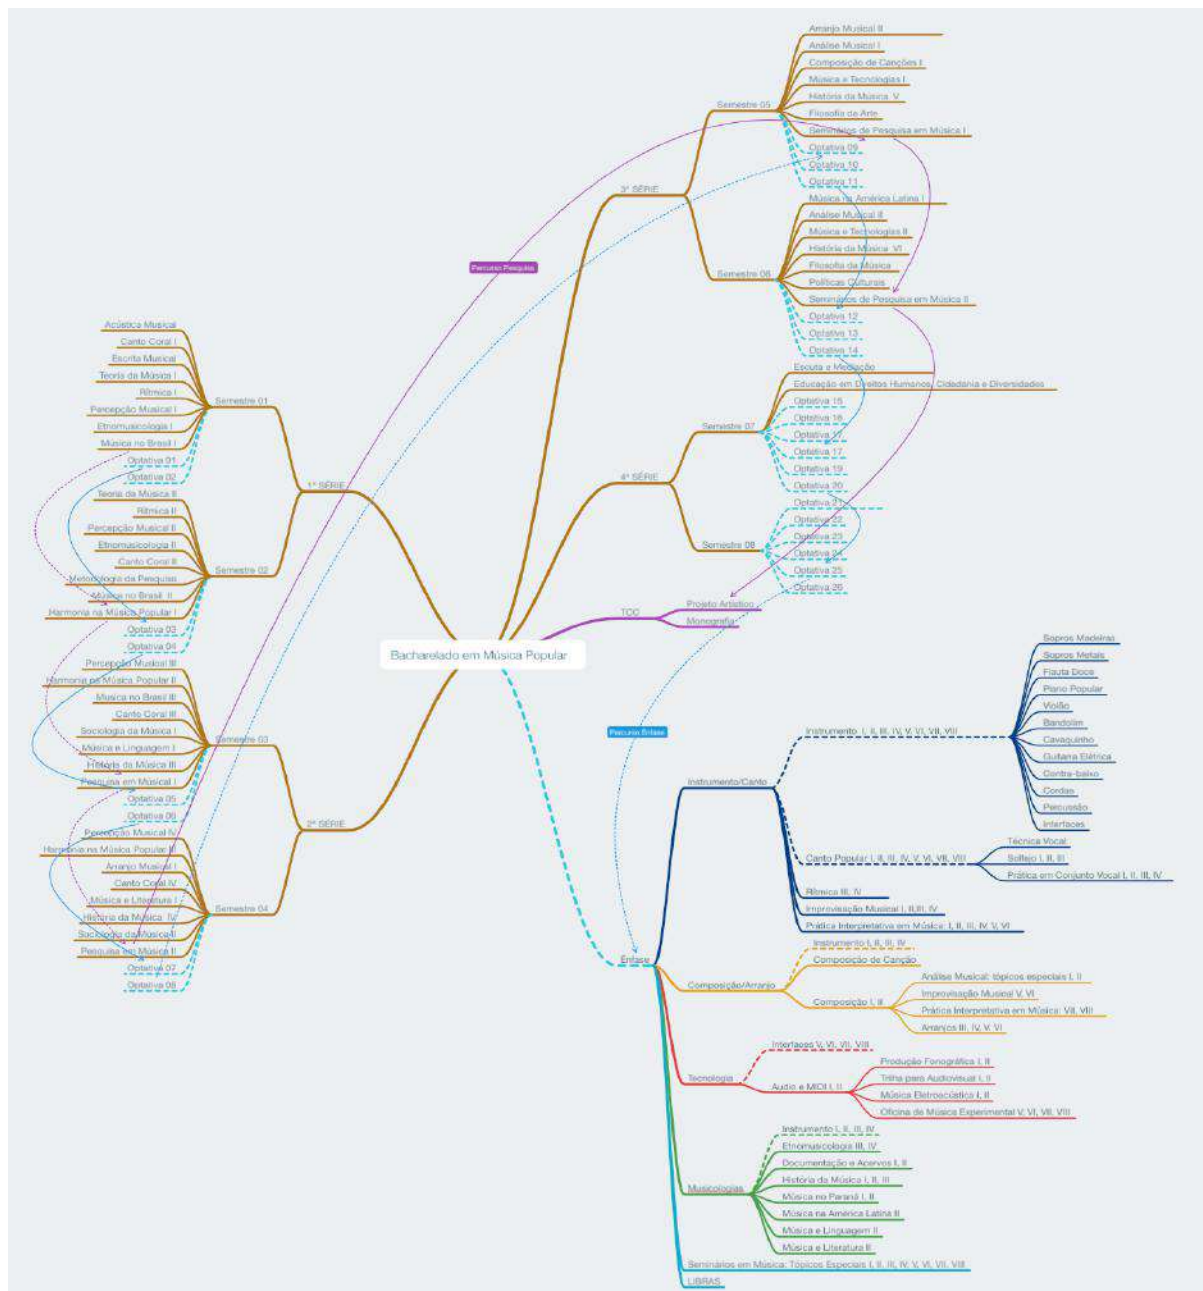 Bacharelado em Música Popular
1ª SÉRIE
Semestre 01
Acústica Musical
Canto Coral I
Escrita Musical
Teoria da Música I
Rítmica I
Percepção Musical I
Etnomusicologia I
Música no Brasil I
Optativa 01
Optativa 02
Semestre 02
Teoria da Música II
Rítmica II
Percepção Musical II
Etnomusicologia II
Canto Coral II
Metodologia da Pesquisa
Música no Brasil II
Harmonia na Música Popular I
Optativa 03
Optativa 04
2ª SÉRIE
Semestre 03
Percepção Musical III
Harmonia na Música Popular II
Musica no Brasil III
Canto Coral III
Sociologia da Música I
Música e Linguagem I
História da Música III
Pesquisa em Músical I
Optativa 05
Optativa 06
Semestre 04
Percepção Musical IV
Harmonia na Música Popular III
Arranjo Musical I
Canto Coral IV
Música e Literatura I
História da Música IV
Sociologia da Música II
Pesquisa em Música II
Optativa 07
Optativa 08
3ª SÉRIE
Semestre 05
Arranjo Musical II
Análise Musical I
Composição de Canções I
Música e Tecnologias I
História da Música V
Filosofia da Arte
Seminários de Pesquisa em Música I
Optativa 09
Optativa 10
Optativa 11
Semestre 06
Música na América Latina I
Análise Musical II
Música e Tecnologias II
História da Música VI
Filosofia da Música
Políticas Culturais
Seminários de Pesquisa em Música II
Optativa 12
Optativa 13
Optativa 14
4ª SÉRIE
Semestre 07
Escuta e Mediação
Educação em Direitos Humanos, Cidadania e Diversidades
Optativa 15
Optativa 16
Optativa 17
Optativa 17
Optativa 19
Optativa 20
Semestre 08
Optativa 21
Optativa 22
Optativa 23
Optativa 24
Optativa 25
Optativa 26
TCC
Projeto Artístico
Monografia
Percurso Pesquisa
Percurso Ênfase
Ênfase
Instrumento/Canto
Instrumento I, II, III, IV, V, VI, VII, VIII
Sopros Madeiras
Sopros Metais
Flauta Doce
Piano Popular
Violão
Bandolim
Cavaquinho
Guitarra Elétrica
Contra-baixo
Cordas
Percussão
Interfaces
Canto Popular I, II, III, IV, V, VI, VII, VIII
Técnica Vocal
Solfejo I, II, III
Prática em Conjunto Vocal I, II, III, IV
Rítmica III, IV
Improvisação Musical I, II,III, IV
Prática Interpretativa em Música: I, II, III, IV, V, VI
Composição/Arranjo
Instrumento I, II, III, IV
Composição de Canção
Composição I, II
Análise Musical: tópicos especiais I, II
Improvisação Musical V, VI
Prática Interpretativa em Música: VII, VIII
Arranjos III, IV, V, VI
Tecnologia
Interfaces V, VI, VII, VIII
Audio e MIDI I, II
Produção Fonográfica I, II
Trilha para Audiovisual I, II
Música Eletroacústica I, II
Oficina de Música Experimental V, VI, VII, VIII
Musicologias
Instrumento I, II, III, IV
Etnomusicologia III, IV
Documentação e Acervos I, II
História da Música I, II, III
Música no Paraná I, II
Música na América Latina II
Música e Linguagem II
Música e Literatura II
Seminários em Música: Tópicos Especiais I, II, III, IV, V, VI, VII, VIII
LIBRAS